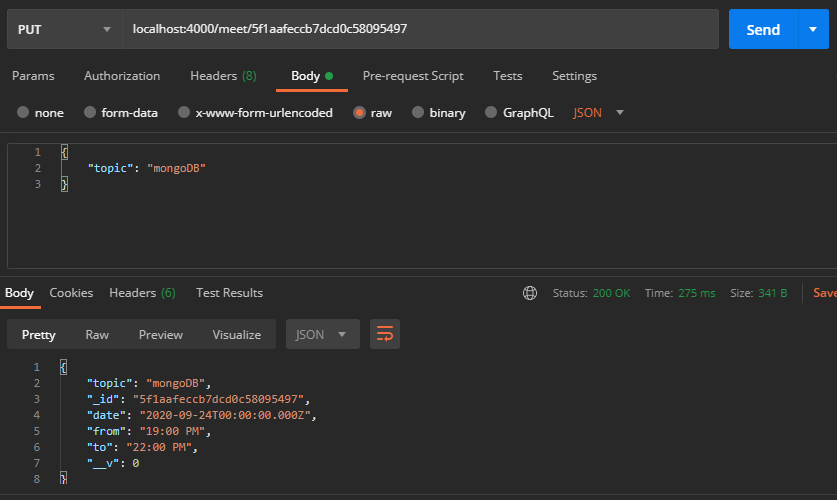 PUT localhost:4000/meet/5f1aafeccb7dcd0c58095497 Send
Params Authorization Headers (8) Body Pre-request Script Tests Settings
none form-data x-www-form-urlencoded raw binary GraphQL JSON
1 {
2 "topic": "mongoDB"
3 }
Body Cookies Headers (6) Test Results Status: 200 OK Time: 275 ms Size: 341 B Save
Pretty Raw Preview Visualize JSON
1 {
2 "topic": "mongoDB",
3 "_id": "5f1aafeccb7dcd0c58095497",
4 "date": "2020-09-24T00:00:00.000Z",
5 "from": "19:00 PM",
6 "to": "22:00 PM",
7 "__v": 0
8 }